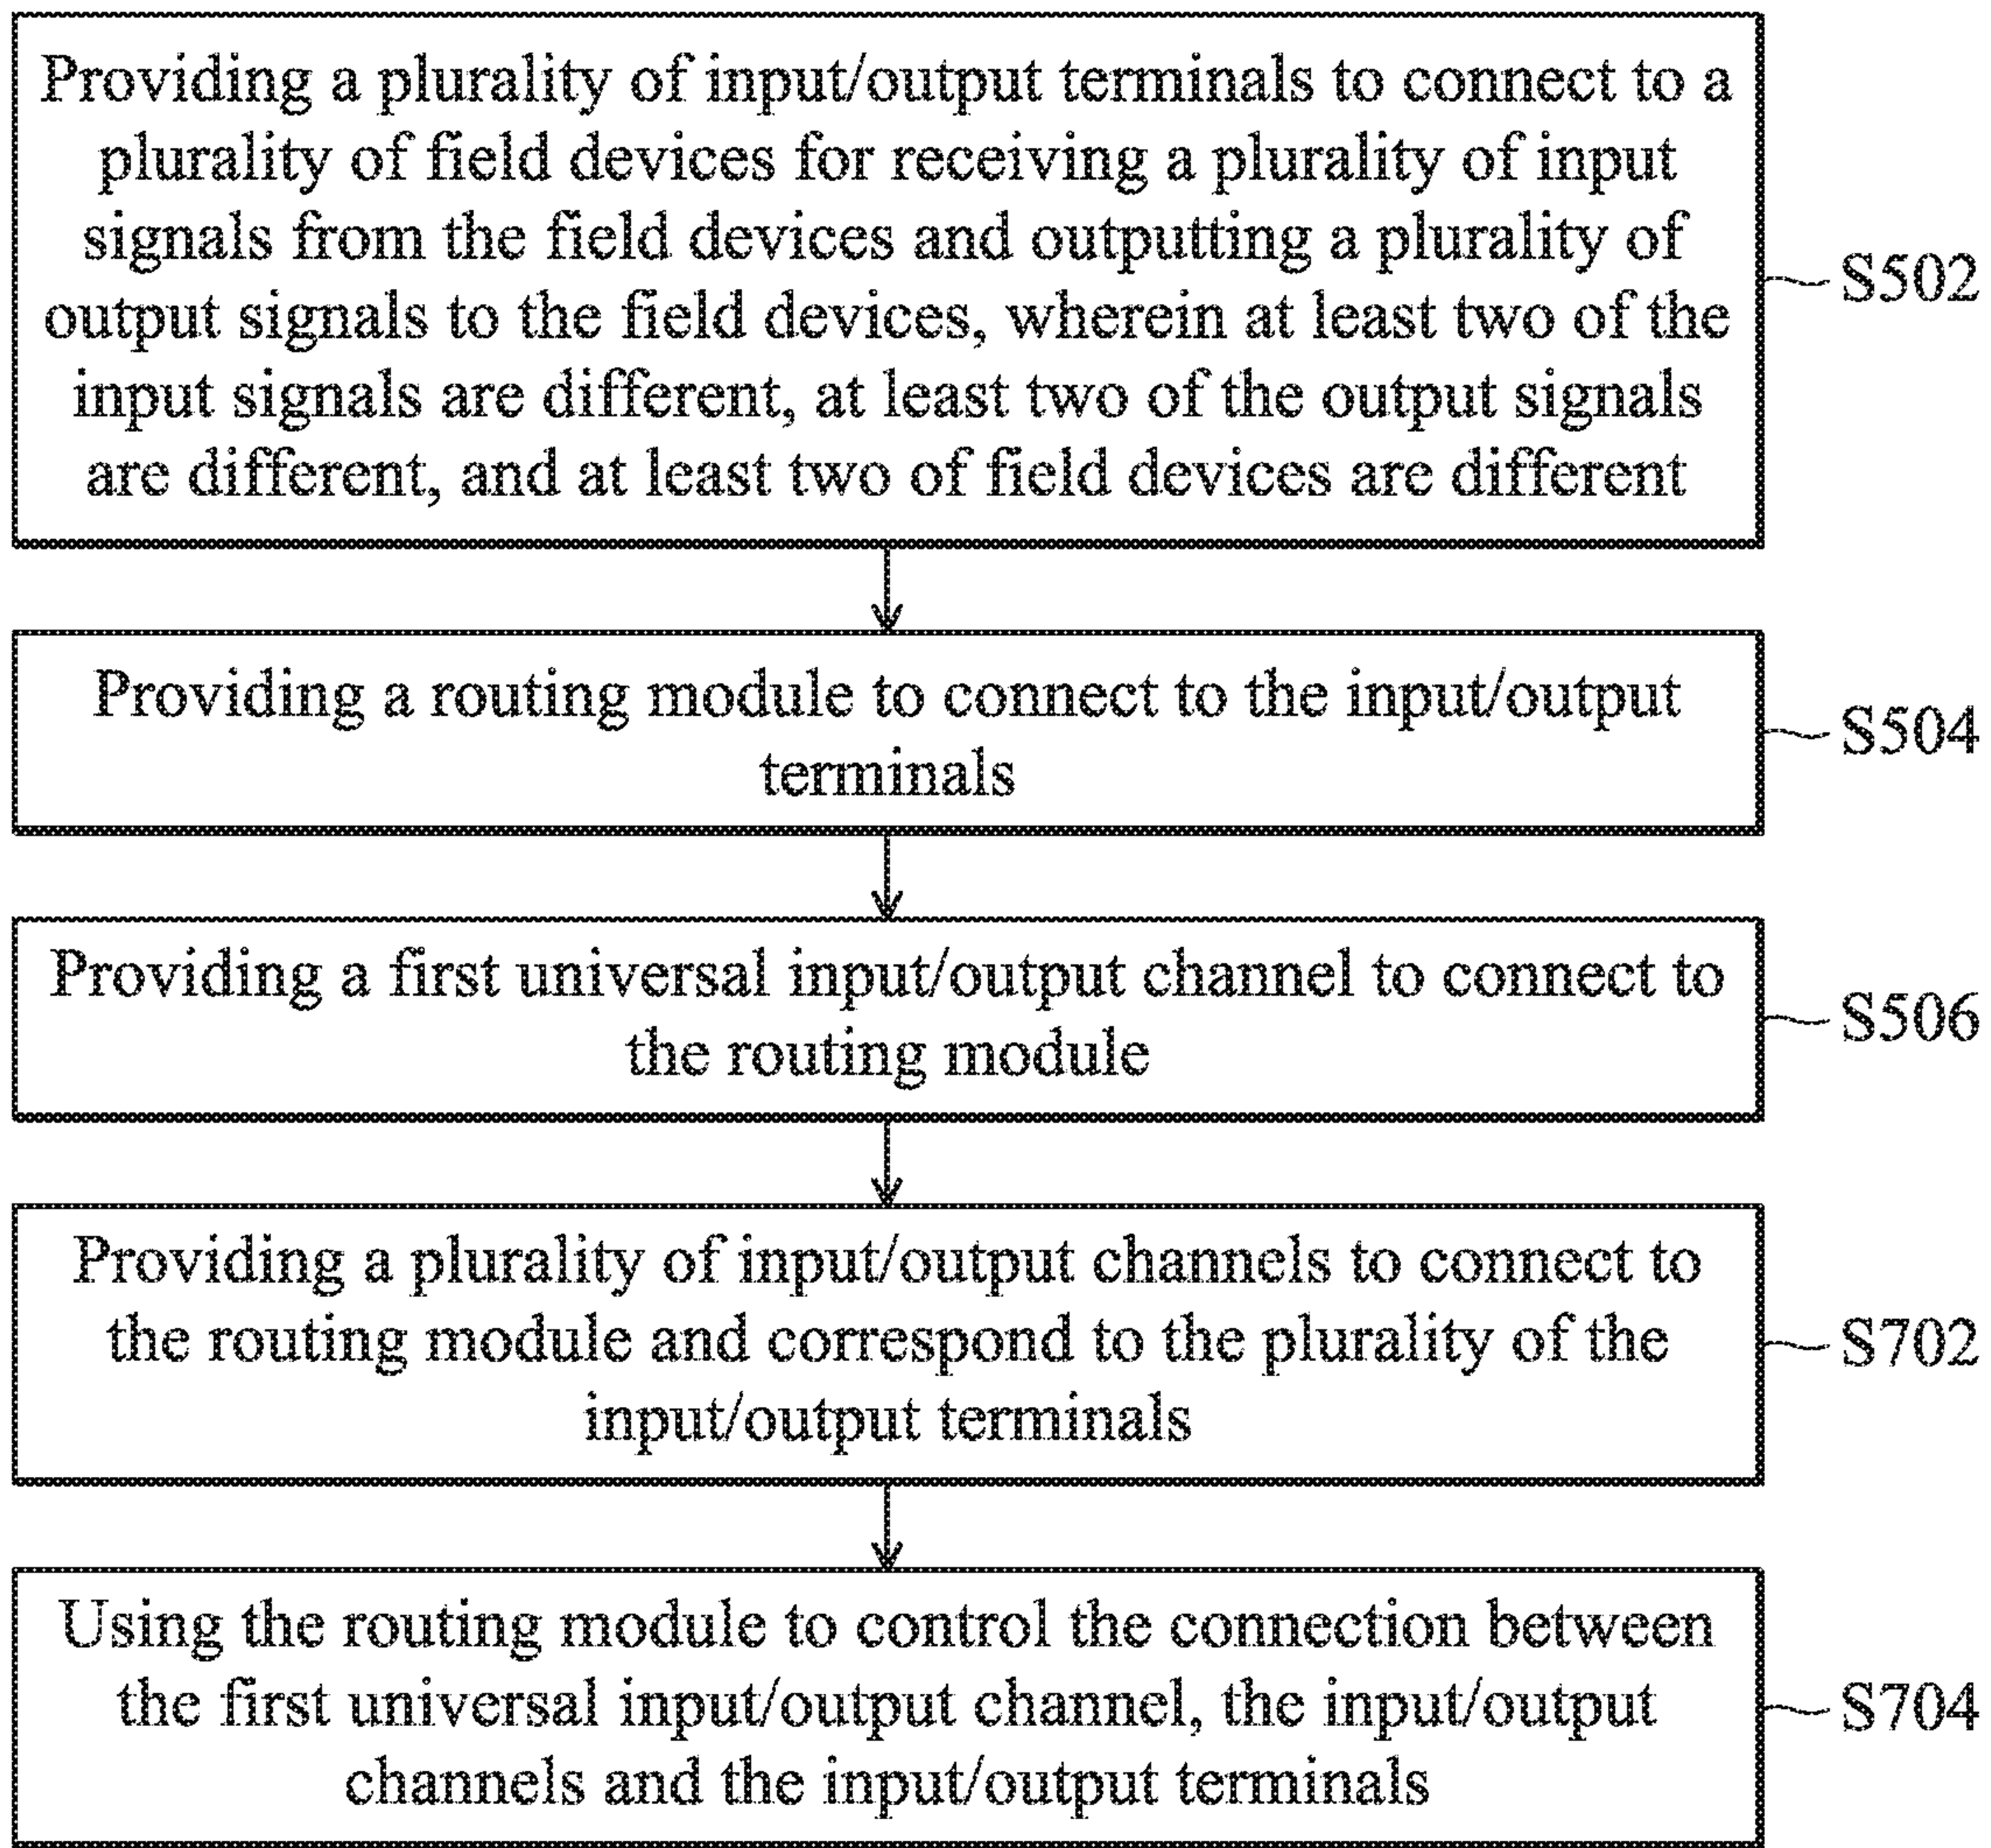 Providing a plurality of input/output terminals to connect to a
plurality of field devices for receiving a plurality of input
signals from the field devices and outputting a plurality of
output signals to the field devices, wherein at least two of the
input signals are different, at least two of the output signals
are different, and at least two of field devices are different
S502
Providing a routing module to connect to the input/output
terminals
S504
Providing a first universal input/output channel to connect to
the routing module
S506
Providing a plurality of input/output channels to connect to
the routing module and correspond to the plurality of the
input/output terminals
S702
Using the routing module to control the connection between
the first universal input/output channel, the input/output
channels and the input/output terminals
S704